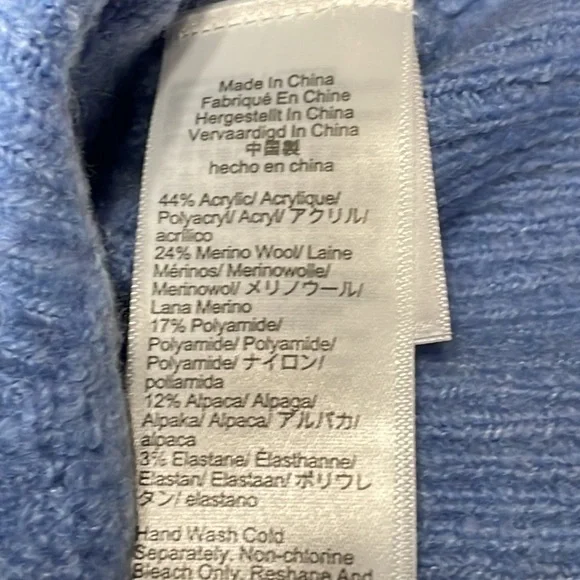 Made In China
Fabriqué En Chine
Hergestellt In China
Vervaardigd In China
中国製
hecho en china
44% Acrylic/ Acrylique/
Polyacryl/ Acryl/ アクリル/
acrílico
24% Merino Wool/ Laine
Mérinos/ Merinowolle/
Merinowol/ メリノウール/
Lana Merino
17% Polyamide/
Polyamide/ Polyamide/
Polyamide/ ナイロン/
poliamida
12% Alpaca/ Alpaga/
Alpaka/ Alpaca/ アルパカ/
alpaca
3% Elastane/ Élasthanne/
Elastan/ Elastaan/ ポリウレ
タン/ elastano
Hand Wash Cold
Separately, Non-chlorine
Bleach Only, Reshape And